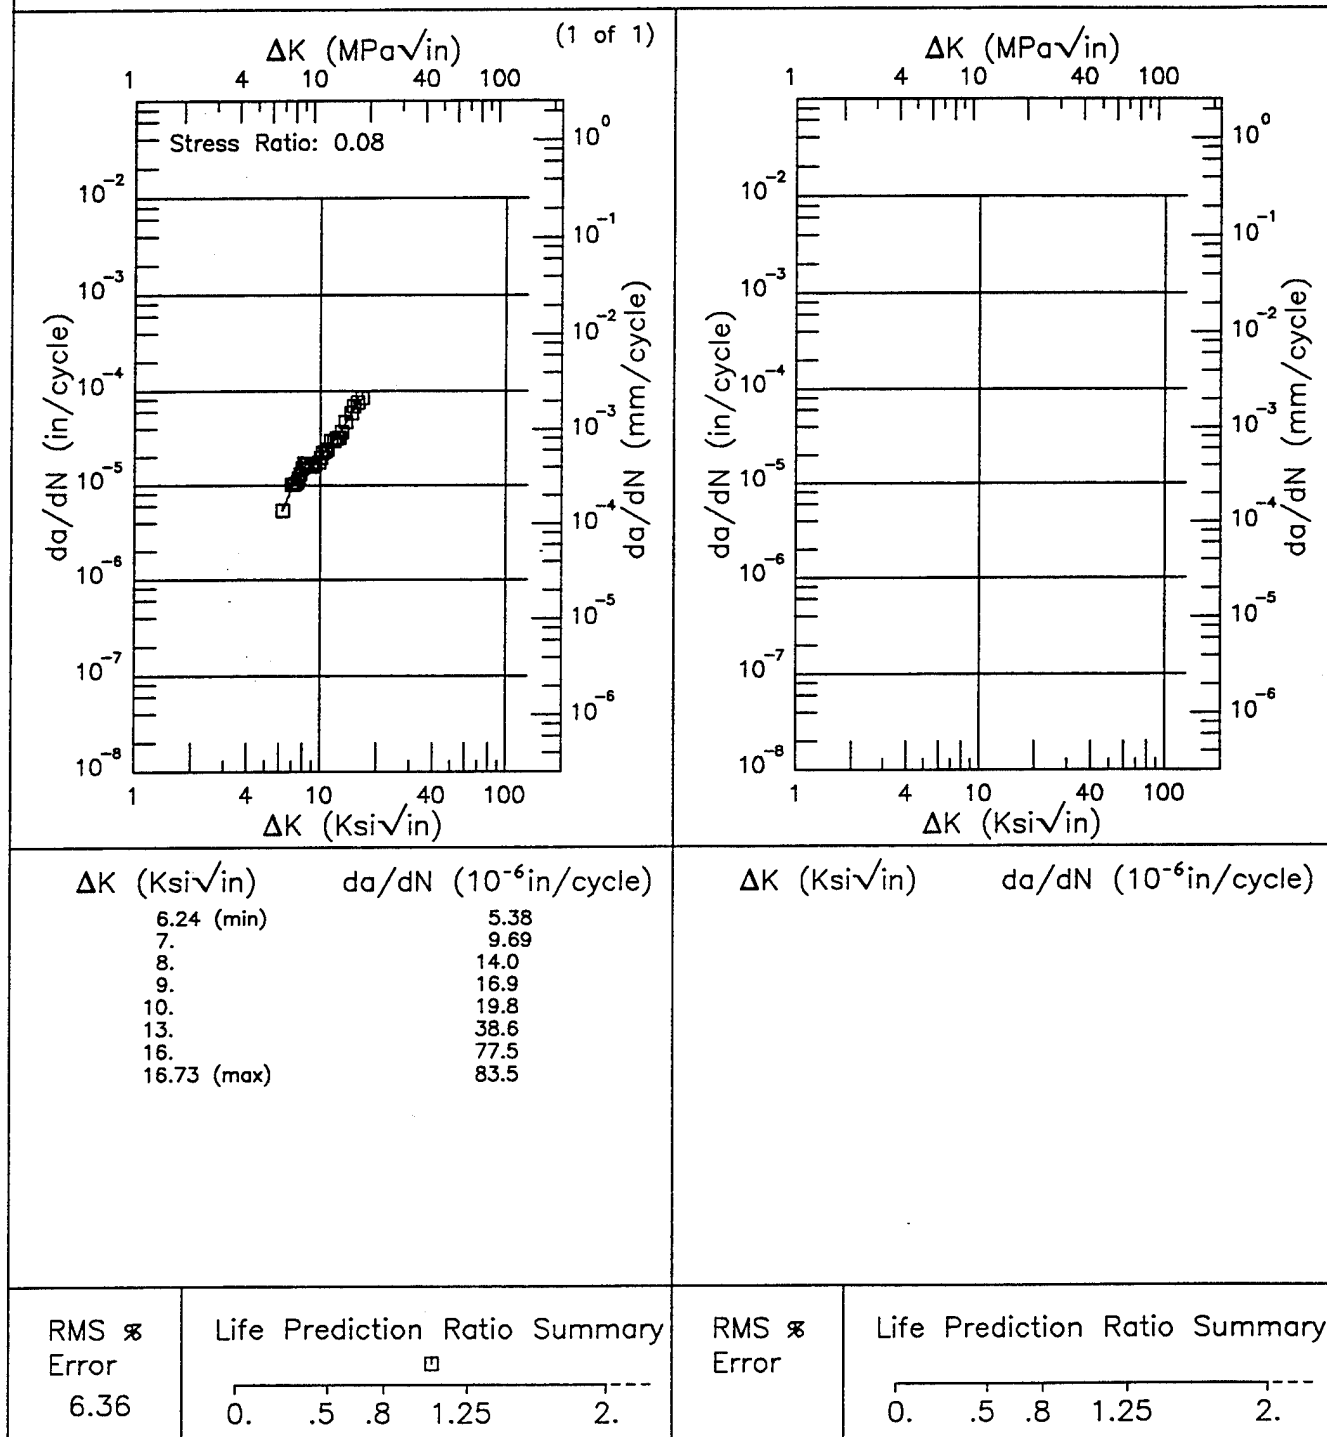 (1 of 1)
ΔK (MPa√in)
1 4 10 40 100
Stress Ratio: 0.08
10⁰
10⁻²
10⁻¹
10⁻³
10⁻²
10⁻⁴
10⁻³
10⁻⁵
10⁻⁴
10⁻⁶
10⁻⁵
10⁻⁷
10⁻⁶
10⁻⁸
da/dN (in/cycle)
da/dN (mm/cycle)
1 4 10 40 100
ΔK (Ksi√in)
ΔK (MPa√in)
1 4 10 40 100
10⁰
10⁻²
10⁻¹
10⁻³
10⁻²
10⁻⁴
10⁻³
10⁻⁵
10⁻⁴
10⁻⁶
10⁻⁵
10⁻⁷
10⁻⁶
10⁻⁸
da/dN (in/cycle)
da/dN (mm/cycle)
1 4 10 40 100
ΔK (Ksi√in)
ΔK (Ksi√in) da/dN (10⁻⁶in/cycle)
6.24 (min) 5.38
7. 9.69
8. 14.0
9. 16.9
10. 19.8
13. 38.6
16. 77.5
16.73 (max) 83.5
ΔK (Ksi√in) da/dN (10⁻⁶in/cycle)
RMS %
Error
6.36
Life Prediction Ratio Summary
0. .5 .8 1.25 2.
RMS %
Error
Life Prediction Ratio Summary
0. .5 .8 1.25 2.